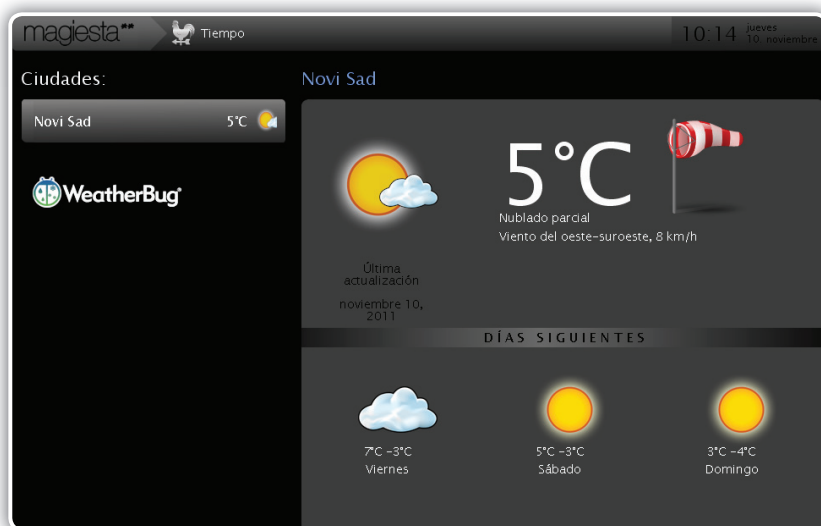 magiesta
Tiempo
10:14
jueves
10. noviembre
Ciudades:
Novi Sad 5°C
WeatherBug®
Novi Sad
5°C
Nublado parcial
Viento del oeste-suroeste, 8 km/h
Última
actualización
noviembre 10,
2011
DÍAS SIGUIENTES
7°C -3°C
Viernes
5°C -3°C
Sábado
3°C -4°C
Domingo